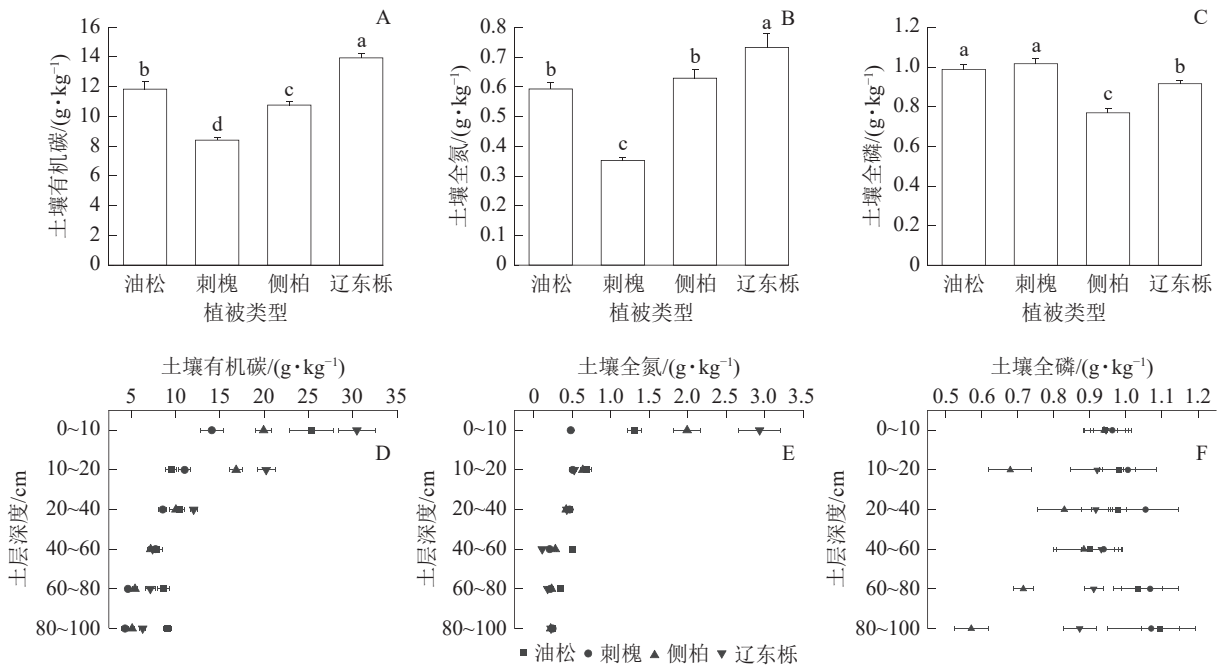 A
土壤有机碳/(g·kg⁻¹)
16
14
12
10
8
6
4
2
0
b
d
c
a
油松 刺槐 侧柏 辽东栎
植被类型
B
土壤全氮/(g·kg⁻¹)
0.8
0.7
0.6
0.5
0.4
0.3
0.2
0.1
0
b
c
b
a
油松 刺槐 侧柏 辽东栎
植被类型
C
土壤全磷/(g·kg⁻¹)
1.2
1.0
0.8
0.6
0.4
0.2
0
a
a
c
b
油松 刺槐 侧柏 辽东栎
植被类型
土壤有机碳/(g·kg⁻¹)
5 10 15 20 25 30 35
土层深度/cm
0~10
10~20
20~40
40~60
60~80
80~100
D
土壤全氮/(g·kg⁻¹)
0 0.5 1.0 1.5 2.0 2.5 3.0 3.5
土层深度/cm
0~10
10~20
20~40
40~60
60~80
80~100
E
土壤全磷/(g·kg⁻¹)
0.5 0.6 0.7 0.8 0.9 1.0 1.1 1.2
土层深度/cm
0~10
10~20
20~40
40~60
60~80
80~100
F
■油松 ●刺槐 ▲侧柏 ▼辽东栎